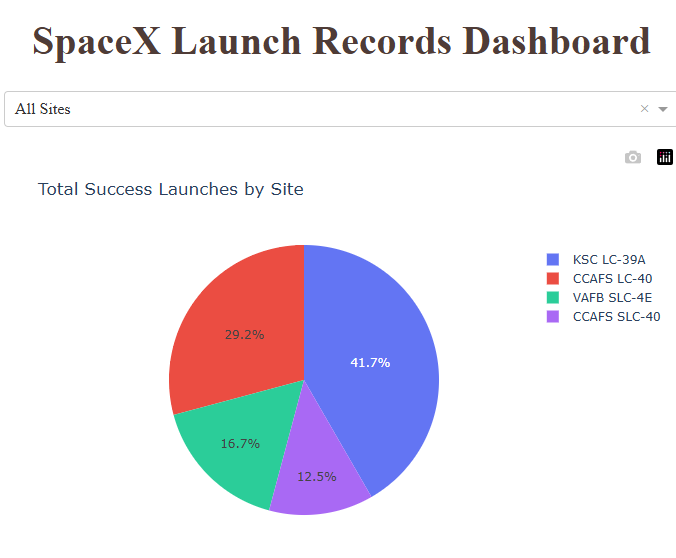 SpaceX Launch Records Dashboard
All Sites
Total Success Launches by Site
KSC LC-39A
CCAFS LC-40
VAFB SLC-4E
CCAFS SLC-40
29.2%
41.7%
16.7%
12.5%